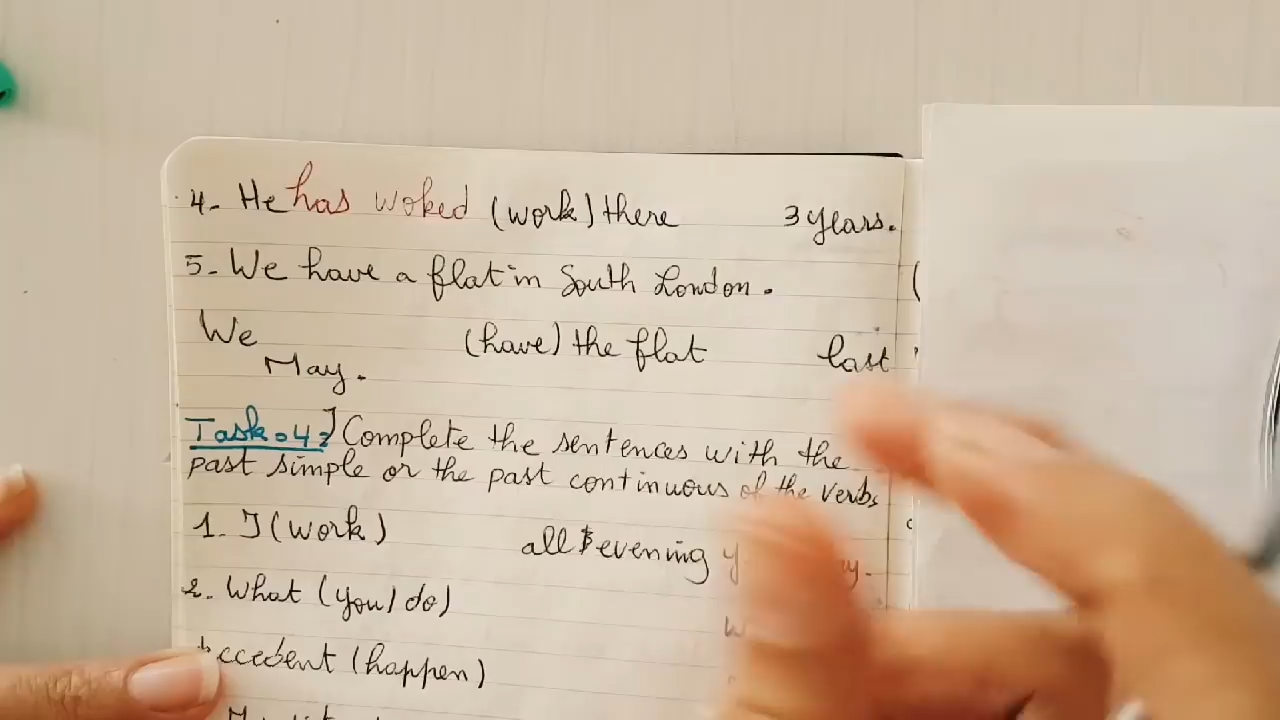 4- He has woked (work) there 3 years.
5- We have a flat in South London.
We (have) the flat last
May.
Task 04: Complete the sentences with the
past simple or the past continuous of the verbs
1. I (work) all evening
2. What (you/do)
(happen)